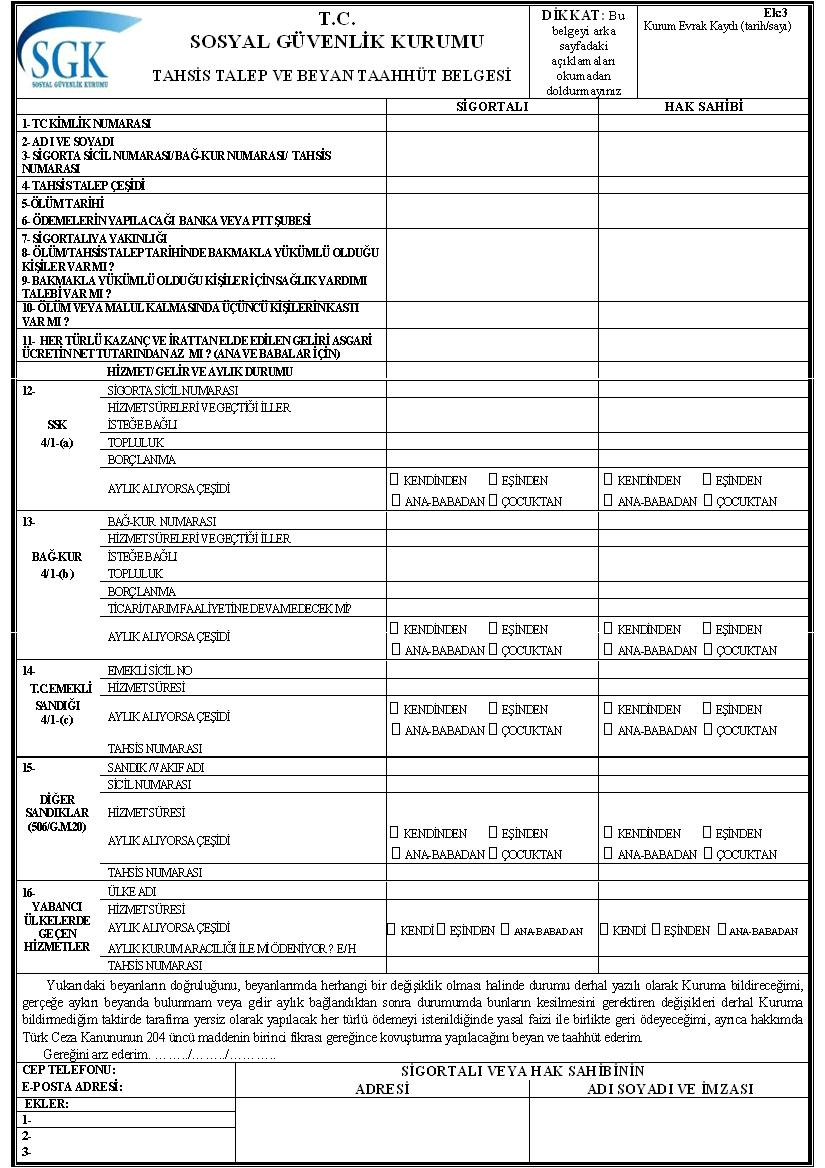 SGK
SOSYAL GÜVENLİK KURUMU
T.C.
SOSYAL GÜVENLİK KURUMU
TAHSİS TALEP VE BEYAN TAAHHÜT BELGESİ
DİKKAT: Bu
belgeyi arka
sayfadaki
açıklamaları
okumadan
doldurmayınız
Ek:3
Kurum Evrak Kaydı (tarih/sayı)
SİGORTALI
HAK SAHİBİ
1- TC KİMLİK NUMARASI
2- ADI VE SOYADI
3- SİGORTA SİCİL NUMARASI/BAĞ-KUR NUMARASI/ TAHSİS
NUMARASI
4- TAHSİS TALEP ÇEŞİDİ
5-ÖLÜM TARİHİ
6- ÖDEMELERİN YAPILACAĞI BANKA VEYA PTT ŞUBESİ
7- SİGORTALIYA YAKINLIĞI
8- ÖLÜM/TAHSİS TALEP TARİHİNDE BAKMAKLA YÜKÜMLÜ OLDUĞU
KİŞİLER VAR MI ?
9- BAKMAKLA YÜKÜMLÜ OLDUĞU KİŞİLER İÇİN SAĞLIK YARDIMI
TALEBİ VAR MI ?
10- ÖLÜM VEYA MALUL KALMASINDA ÜÇÜNCÜ KİŞİLERİN KASTI
VAR MI ?
11- HER TÜRLÜ KAZANÇ VE İRATTAN ELDE EDİLEN GELİRİ ASGARİ
ÜCRETİN NET TUTARINDAN AZ MI ? (ANA VE BABALAR İÇİN)
HİZMET/ GELİR VE AYLIK DURUMU
12-
SSK
4/1-(a)
SİGORTA SİCİL NUMARASI
HİZMET SÜRELERİ VE GEÇTİĞİ İLLER
İSTEĞE BAĞLI
TOPLULUK
BORÇLANMA
AYLIK ALIYORSA ÇEŞİDİ
KENDİNDEN EŞİNDEN KENDİNDEN EŞİNDEN
ANA-BABADAN ÇOCUKTAN ANA-BABADAN ÇOCUKTAN
13-
BAĞ-KUR
4/1-(b)
BAĞ-KUR NUMARASI
HİZMET SÜRELERİ VE GEÇTİĞİ İLLER
İSTEĞE BAĞLI
TOPLULUK
BORÇLANMA
TİCARİ/TARIM FAALİYETİNE DEVAM EDECEK Mİ?
AYLIK ALIYORSA ÇEŞİDİ
KENDİNDEN EŞİNDEN KENDİNDEN EŞİNDEN
ANA-BABADAN ÇOCUKTAN ANA-BABADAN ÇOCUKTAN
14-
T.C.EMEKLİ
SANDIĞI
4/1-(c)
EMEKLİ SİCİL NO
HİZMET SÜRESİ
AYLIK ALIYORSA ÇEŞİDİ
KENDİNDEN EŞİNDEN KENDİNDEN EŞİNDEN
ANA-BABADAN ÇOCUKTAN ANA-BABADAN ÇOCUKTAN
TAHSİS NUMARASI
15-
DİĞER
SANDIKLAR
(506/G.M.20)
SANDIK /VAKIF ADI
SİCİL NUMARASI
HİZMET SÜRESİ
AYLIK ALIYORSA ÇEŞİDİ
KENDİNDEN EŞİNDEN KENDİNDEN EŞİNDEN
ANA-BABADAN ÇOCUKTAN ANA-BABADAN ÇOCUKTAN
TAHSİS NUMARASI
16-
YABANCI
ÜLKELERDE
GEÇEN
HİZMETLER
ÜLKE ADI
HİZMET SÜRESİ
AYLIK ALIYORSA ÇEŞİDİ
KENDİ EŞİNDEN ANA-BABADAN KENDİ EŞİNDEN ANA-BABADAN
AYLIK KURUM ARACILIĞI İLE Mİ ÖDENİYOR ? E/H
TAHSİS NUMARASI
Yukarıdaki beyanların doğruluğunu, beyanlarımda herhangi bir değişiklik olması halinde durumu derhal yazılı olarak Kuruma bildireceğimi,
gerçeğe aykırı beyanda bulunmam veya gelir aylık bağlandıktan sonra durumumda bunların kesilmesini gerektiren değişikleri derhal Kuruma
bildirmediğim taktirde tarafıma yersiz olarak yapılacak her türlü ödemeyi istenildiğinde yasal faizi ile birlikte geri ödeyeceğimi, ayrıca hakkımda
Türk Ceza Kanununun 204 üncü maddenin birinci fikrası gereğince kovuşturma yapılacağını beyan ve taahhüt ederim.
Gereğini arz ederim. ……../……../………..
CEP TELEFONU:
E-POSTA ADRESİ:
SİGORTALI VEYA HAK SAHİBİNİN
ADRESİ
ADI SOYADI VE İMZASI
EKLER:
1-
2-
3-